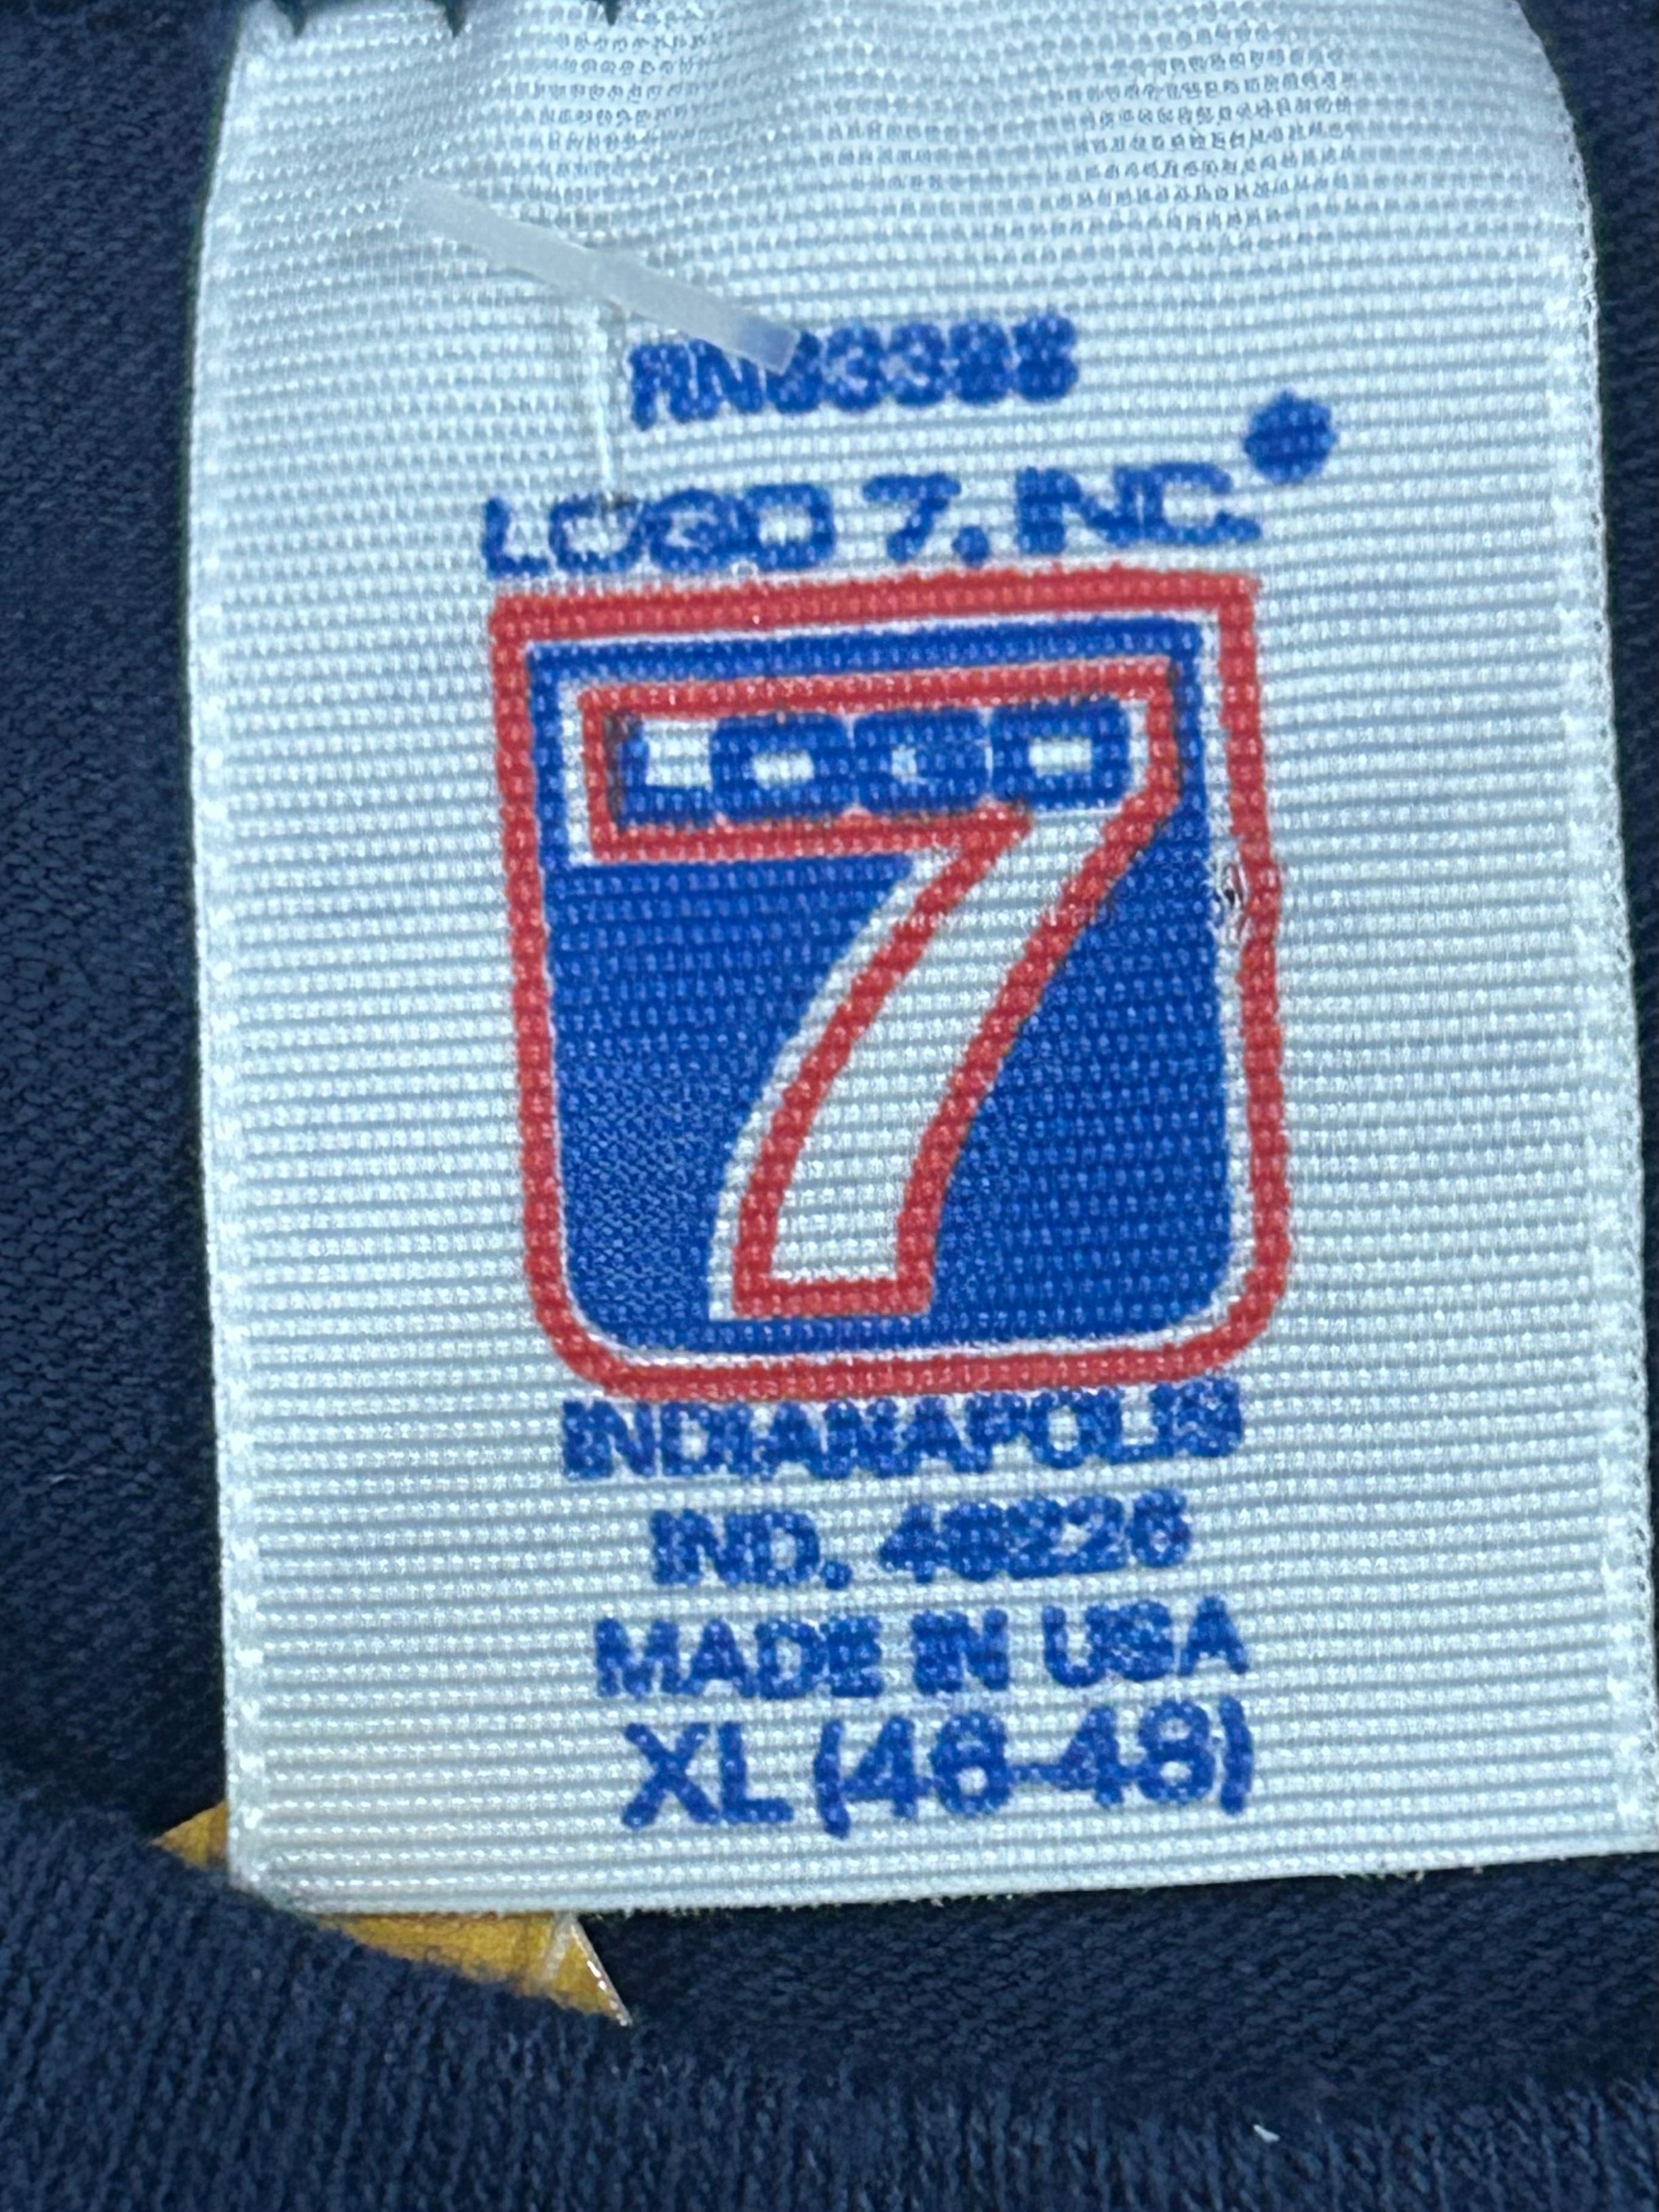 RN63388
LOGO 7, INC.
LOGO
7
INDIANAPOLIS
IND. 46226
MADE IN USA
XL (46-48)